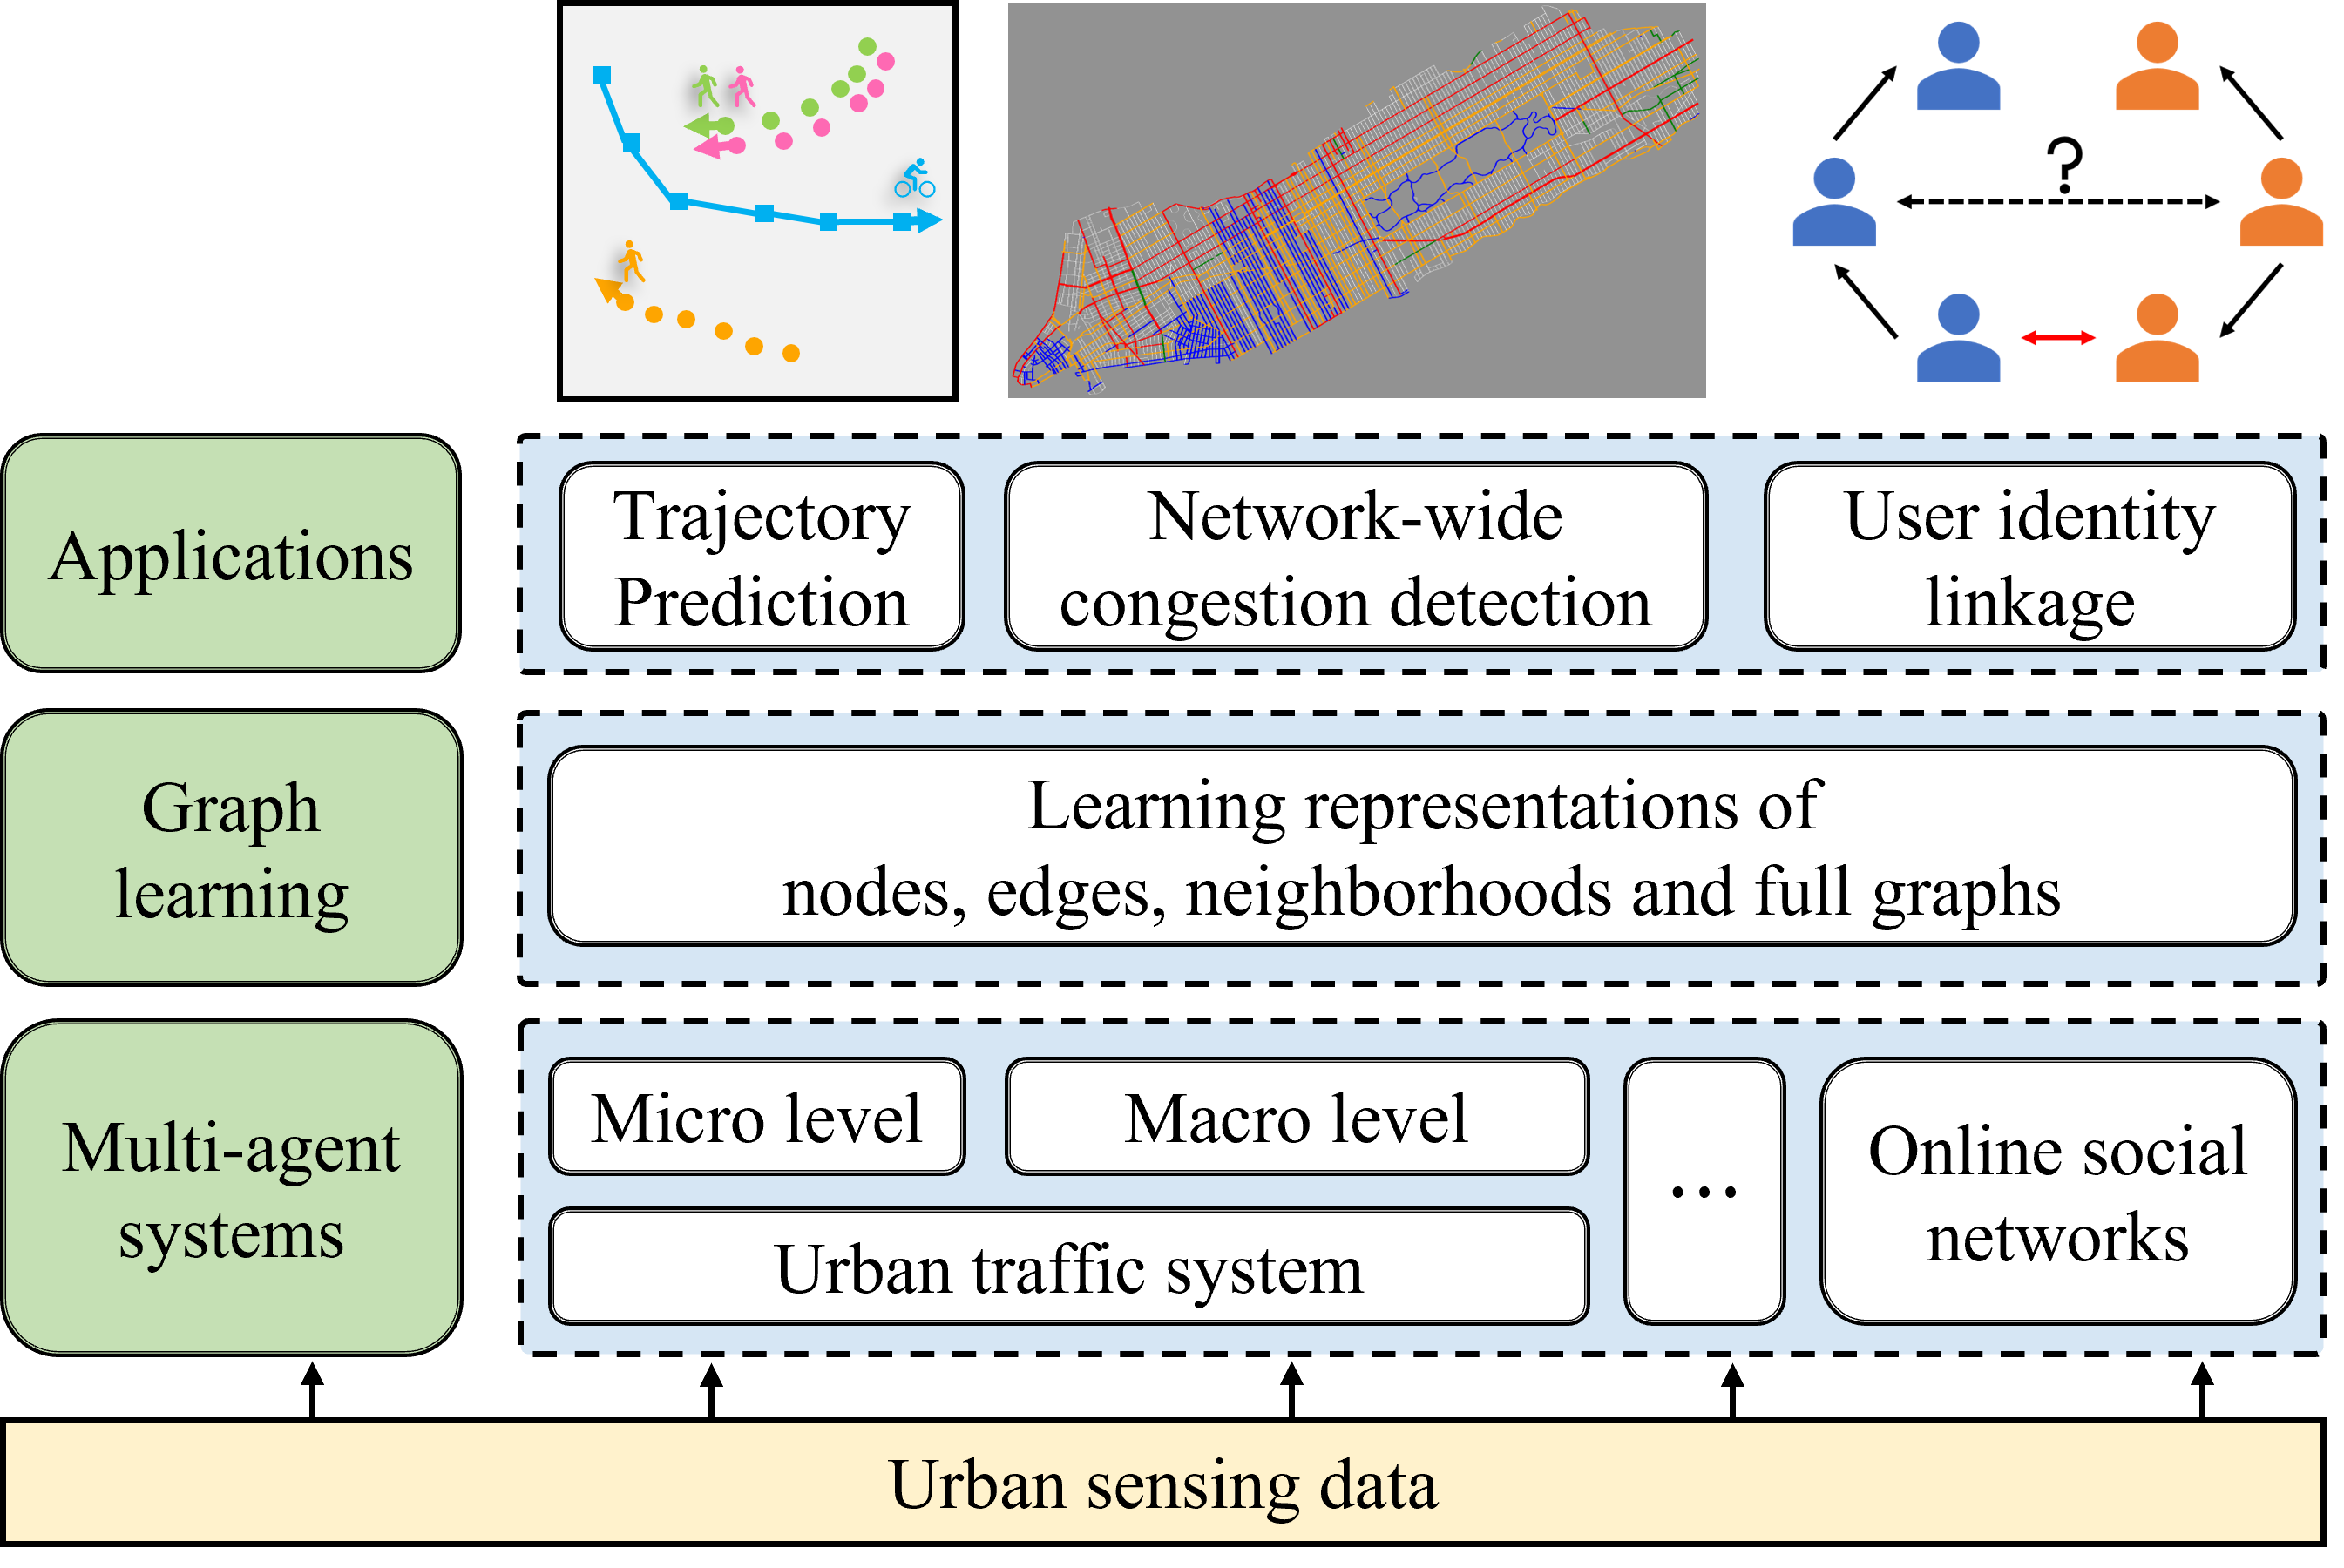 ?
Applications
Trajectory
Prediction
Network-wide
congestion detection
User identity
linkage
Graph
learning
Learning representations of
nodes, edges, neighborhoods and full graphs
Multi-agent
systems
Micro level
Macro level
Urban traffic system
...
Online social
networks
Urban sensing data